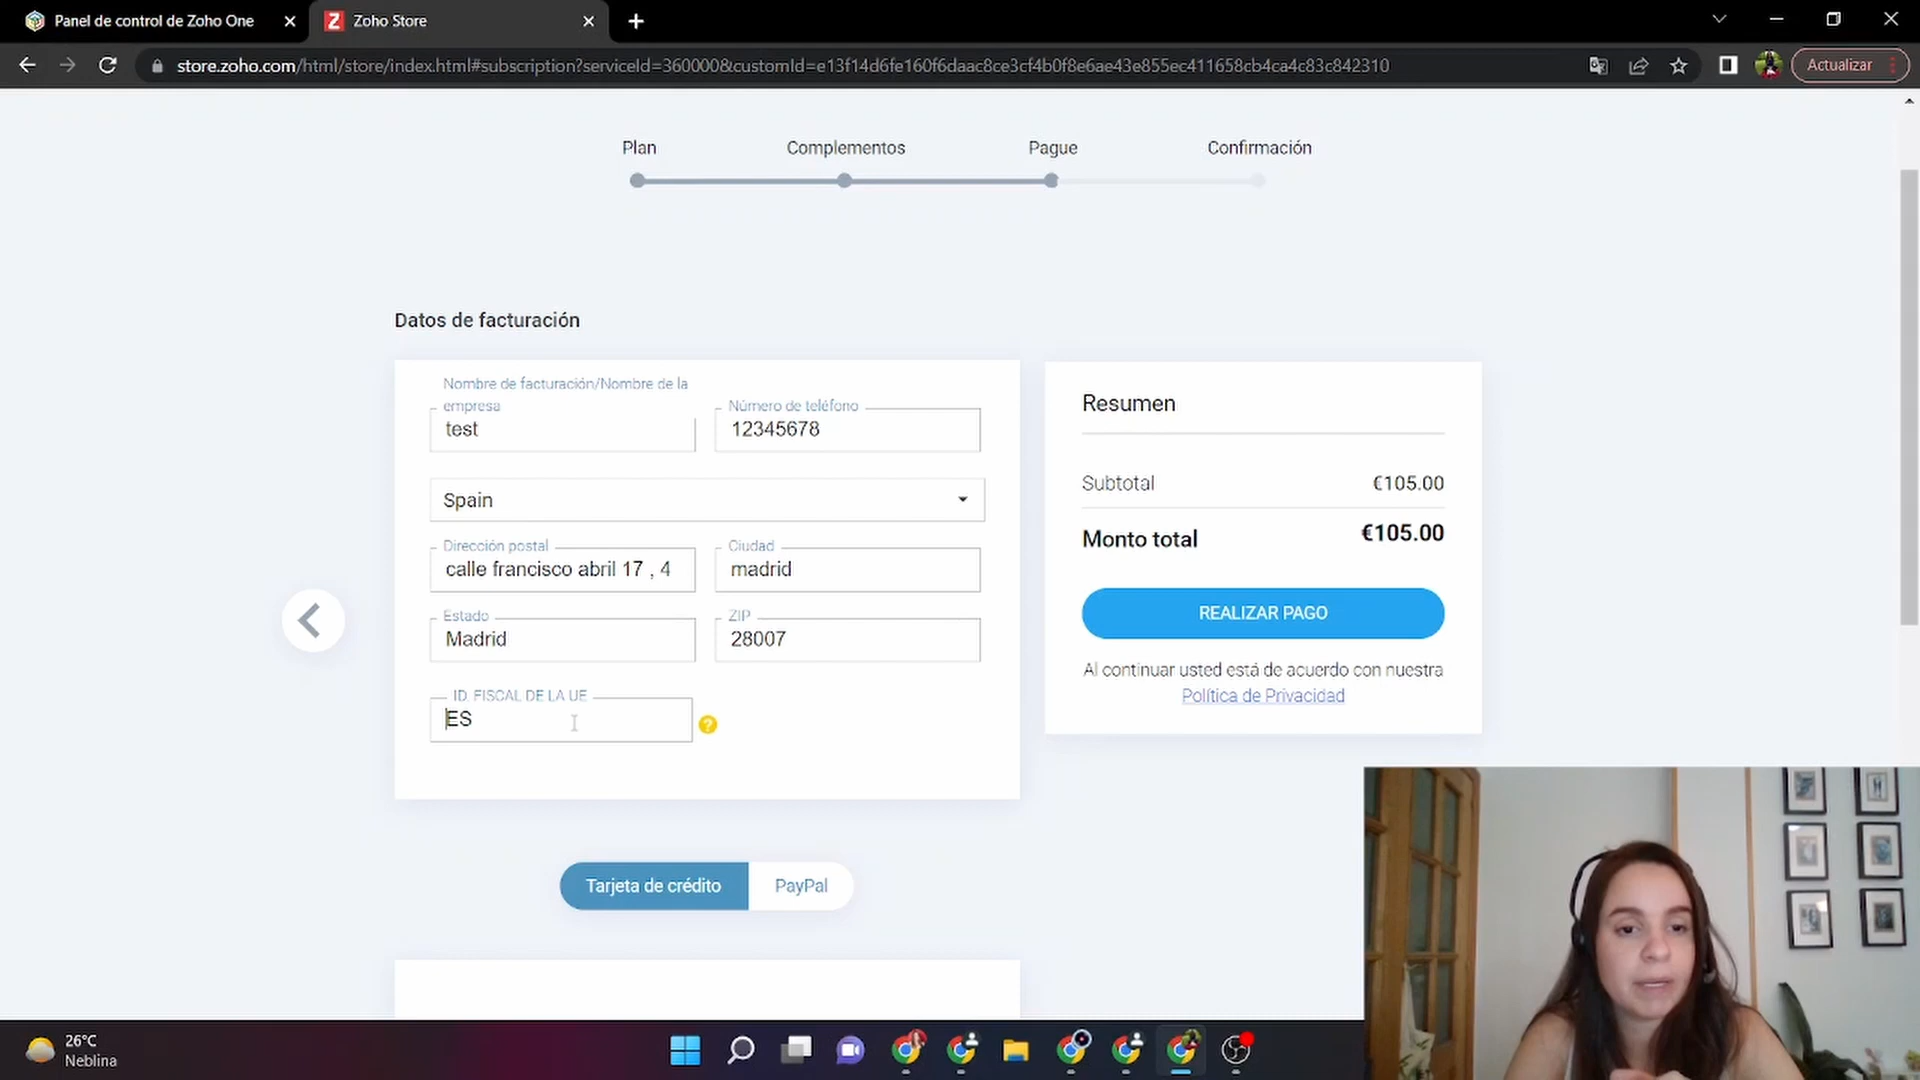 Panel de control de Zoho One
Zoho Store
store.zoho.com/html/store/index.html#subscription?serviceId=360000&customId=e13f14d6fe160f6daac8ce3cf4b0f8e6ae43e855ec411658cb4ca4c83c842310
Actualizar
Plan
Complementos
Pague
Confirmación
Datos de facturación
Nombre de facturación/Nombre de la
empresa
test
Número de teléfono
12345678
Spain
Dirección postal
calle francisco abril 17 , 4
Ciudad
madrid
Estado
Madrid
ZIP
28007
ID. FISCAL DE LA UE
ES
?
Tarjeta de crédito
PayPal
Resumen
Subtotal
€105.00
Monto total
€105.00
REALIZAR PAGO
Al continuar usted está de acuerdo con nuestra
Política de Privacidad
26°C
Neblina